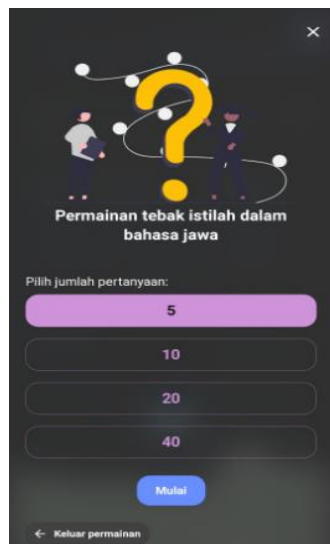 Permainan tebak istilah dalam
bahasa jawa
Pilih jumlah pertanyaan:
5
10
20
40
Mulai
← Keluar permainan